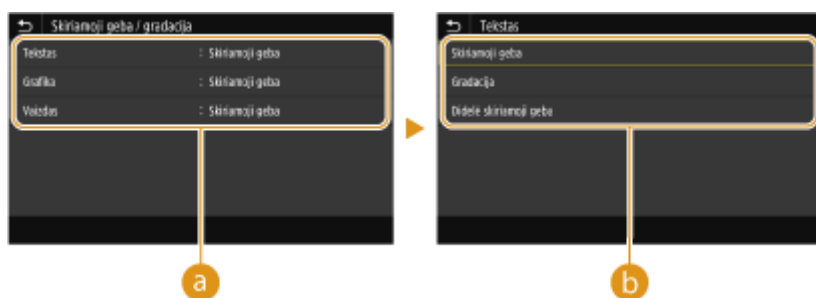 Skiriamoji geba / gradacija
Tekstas : Skiriamoji geba
Grafika : Skiriamoji geba
Vaizdas : Skiriamoji geba
a
Tekstas
Skiriamoji geba
Gradacija
Didelė skiriamoji geba
b